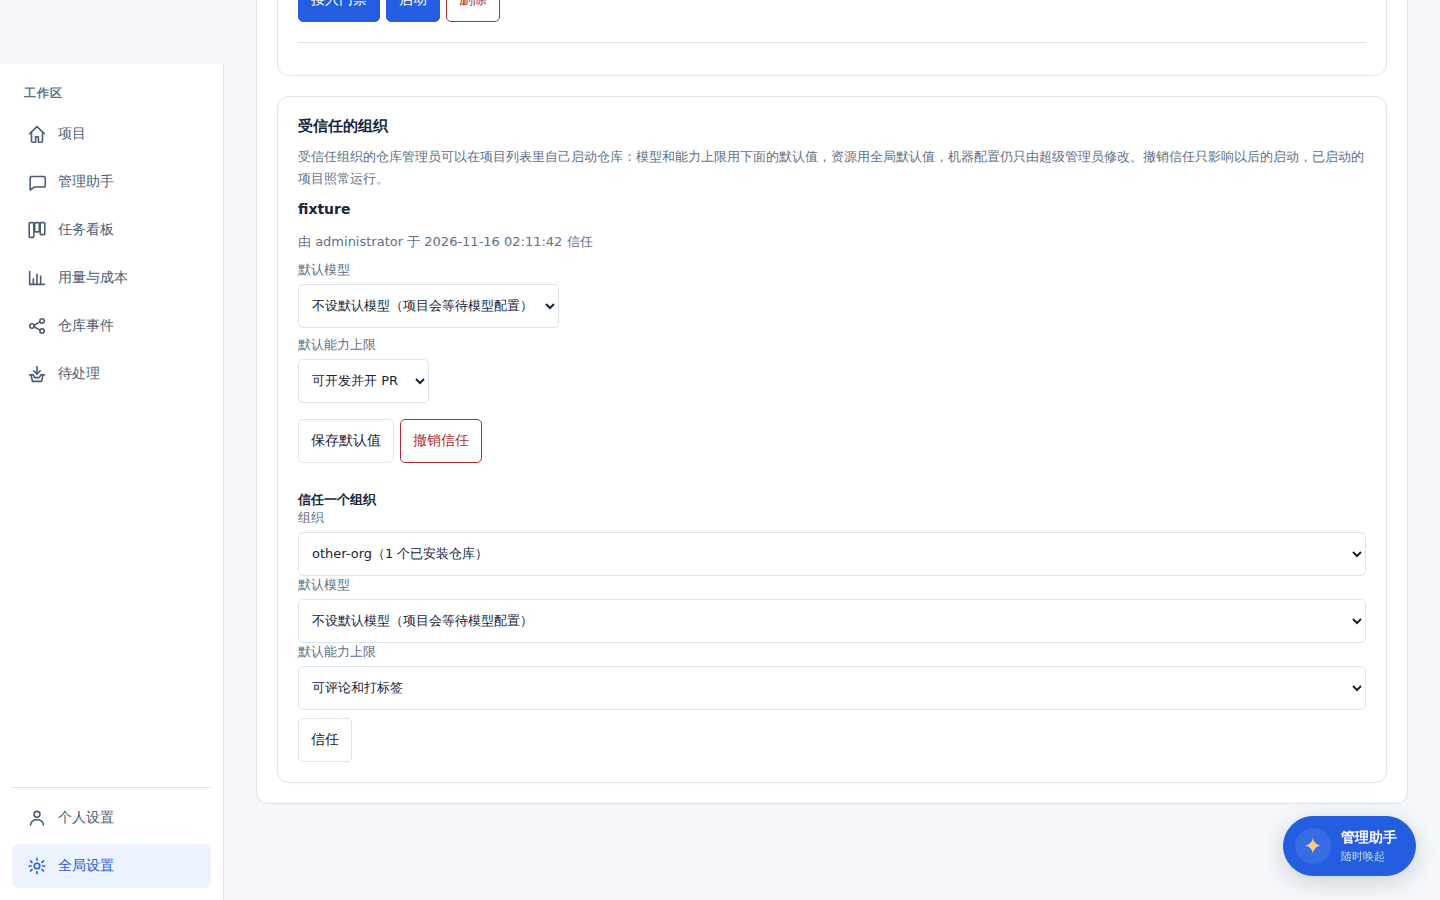 接入门禁 启动 删除
工作区
项目
管理助手
任务看板
用量与成本
仓库事件
待处理
受信任的组织
受信任组织的仓库管理员可以在项目列表里自己启动仓库：模型和能力上限用下面的默认值，资源用全局默认值，机器配置仍只由超级管理员修改。撤销信任只影响以后的启动，已启动的
项目照常运行。
fixture
由 administrator 于 2026-11-16 02:11:42 信任
默认模型
不设默认模型（项目会等待模型配置）
默认能力上限
可开发并开 PR
保存默认值 撤销信任
信任一个组织
组织
other-org（1 个已安装仓库）
默认模型
不设默认模型（项目会等待模型配置）
默认能力上限
可评论和打标签
信任
个人设置
全局设置
管理助手
随时唤起